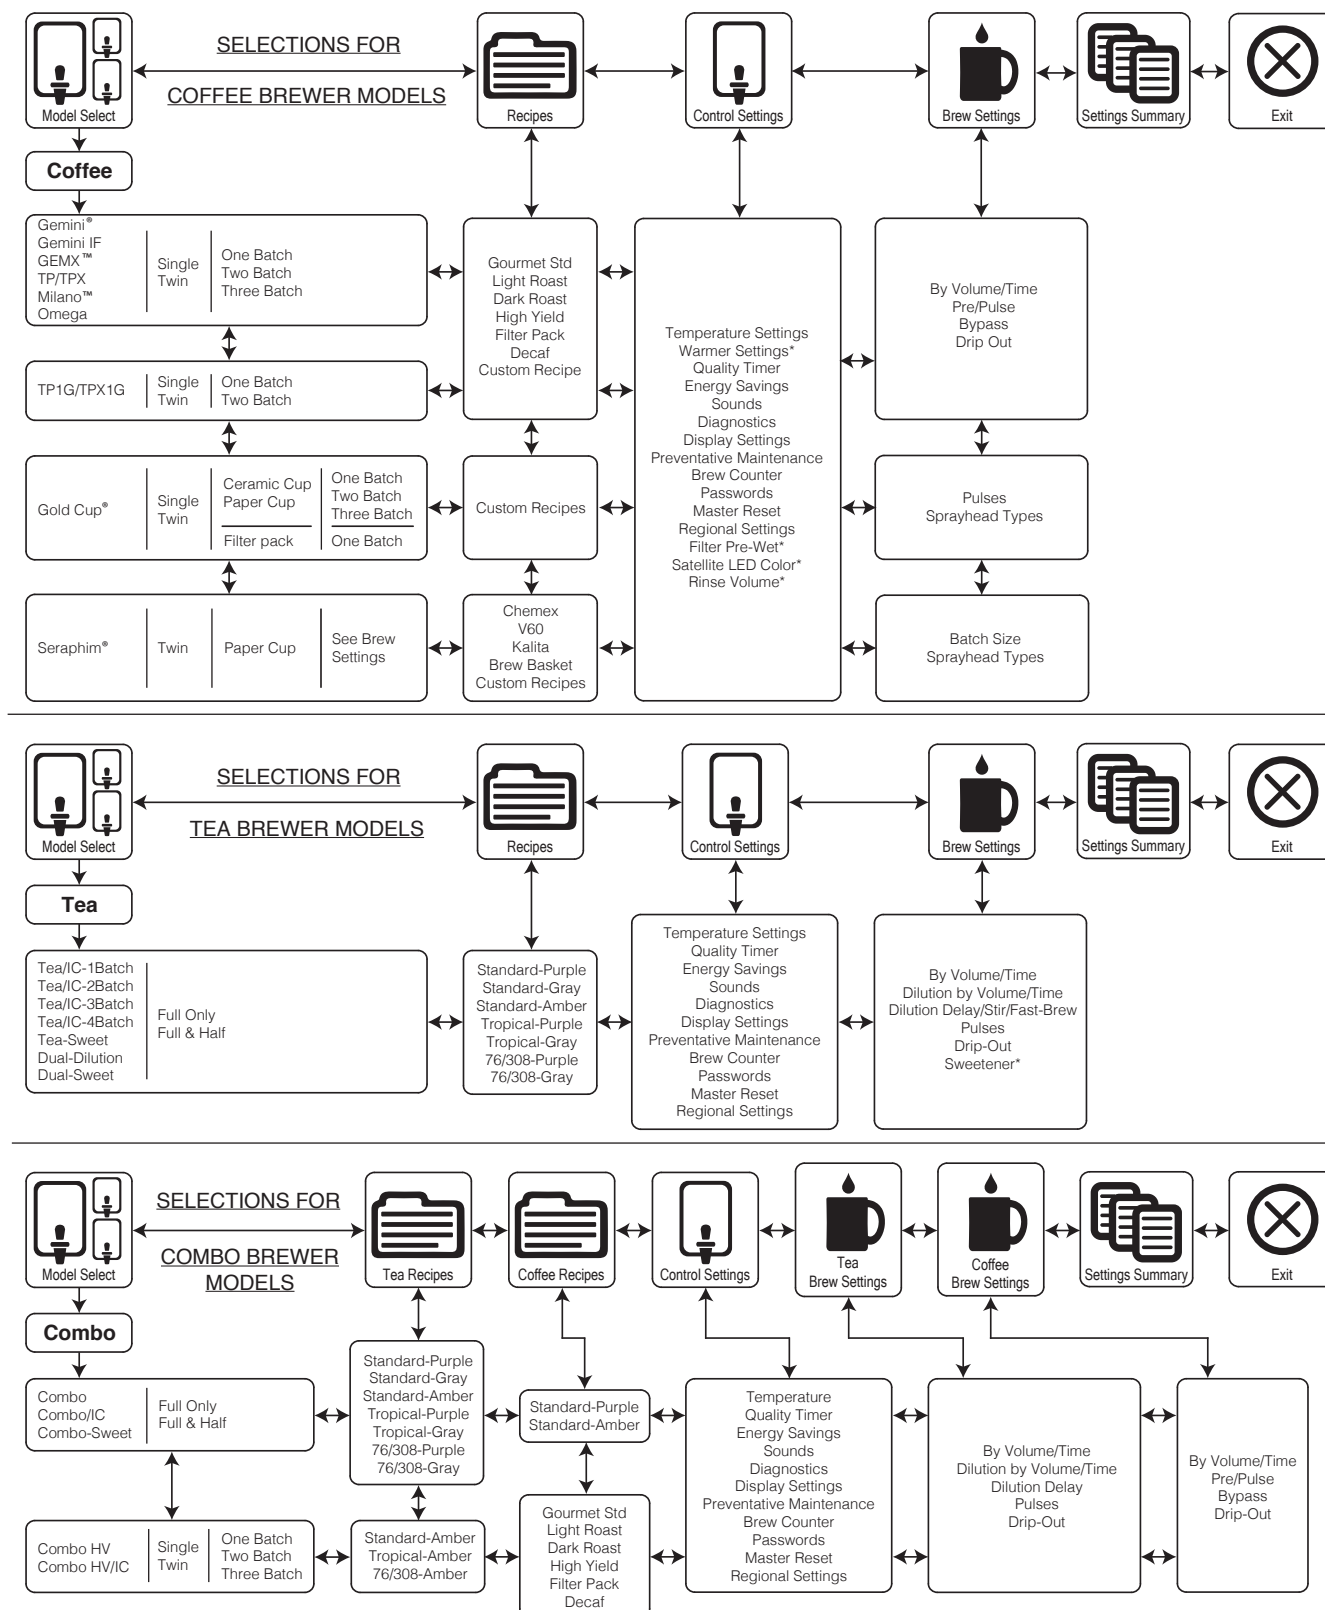 SELECTIONS FOR
COFFEE BREWER MODELS
Model Select
Recipes
Control Settings
Brew Settings
Settings Summary
Exit
Coffee
Gemini®
Gemini IF
GEMX™
TP/TPX
Milano™
Omega
Single
Twin
One Batch
Two Batch
Three Batch
TP1G/TPX1G
Single
Twin
One Batch
Two Batch
Gold Cup®
Single
Twin
Ceramic Cup
Paper Cup
Filter pack
One Batch
Two Batch
Three Batch
One Batch
Seraphim®
Twin
Paper Cup
See Brew
Settings
Gourmet Std
Light Roast
Dark Roast
High Yield
Filter Pack
Decaf
Custom Recipe
Custom Recipes
Chemex
V60
Kalita
Brew Basket
Custom Recipes
Temperature Settings
Warmer Settings*
Quality Timer
Energy Savings
Sounds
Diagnostics
Display Settings
Preventative Maintenance
Brew Counter
Passwords
Master Reset
Regional Settings
Filter Pre-Wet*
Satellite LED Color*
Rinse Volume*
By Volume/Time
Pre/Pulse
Bypass
Drip Out
Pulses
Sprayhead Types
Batch Size
Sprayhead Types
SELECTIONS FOR
TEA BREWER MODELS
Model Select
Recipes
Control Settings
Brew Settings
Settings Summary
Exit
Tea
Tea/IC-1Batch
Tea/IC-2Batch
Tea/IC-3Batch
Tea/IC-4Batch
Tea-Sweet
Dual-Dilution
Dual-Sweet
Full Only
Full & Half
Standard-Purple
Standard-Gray
Standard-Amber
Tropical-Purple
Tropical-Gray
76/308-Purple
76/308-Gray
Temperature Settings
Quality Timer
Energy Savings
Sounds
Diagnostics
Display Settings
Preventative Maintenance
Brew Counter
Passwords
Master Reset
Regional Settings
By Volume/Time
Dilution by Volume/Time
Dilution Delay/Stir/Fast-Brew
Pulses
Drip-Out
Sweetener*
SELECTIONS FOR
COMBO BREWER
MODELS
Model Select
Tea Recipes
Coffee Recipes
Control Settings
Tea
Brew Settings
Coffee
Brew Settings
Settings Summary
Exit
Combo
Combo
Combo/IC
Combo-Sweet
Full Only
Full & Half
Combo HV
Combo HV/IC
Single
Twin
One Batch
Two Batch
Three Batch
Standard-Purple
Standard-Gray
Standard-Amber
Tropical-Purple
Tropical-Gray
76/308-Purple
76/308-Gray
Standard-Amber
Tropical-Amber
76/308-Amber
Standard-Purple
Standard-Amber
Gourmet Std
Light Roast
Dark Roast
High Yield
Filter Pack
Decaf
Temperature
Quality Timer
Energy Savings
Sounds
Diagnostics
Display Settings
Preventative Maintenance
Brew Counter
Passwords
Master Reset
Regional Settings
By Volume/Time
Dilution by Volume/Time
Dilution Delay
Pulses
Drip-Out
By Volume/Time
Pre/Pulse
Bypass
Drip-Out